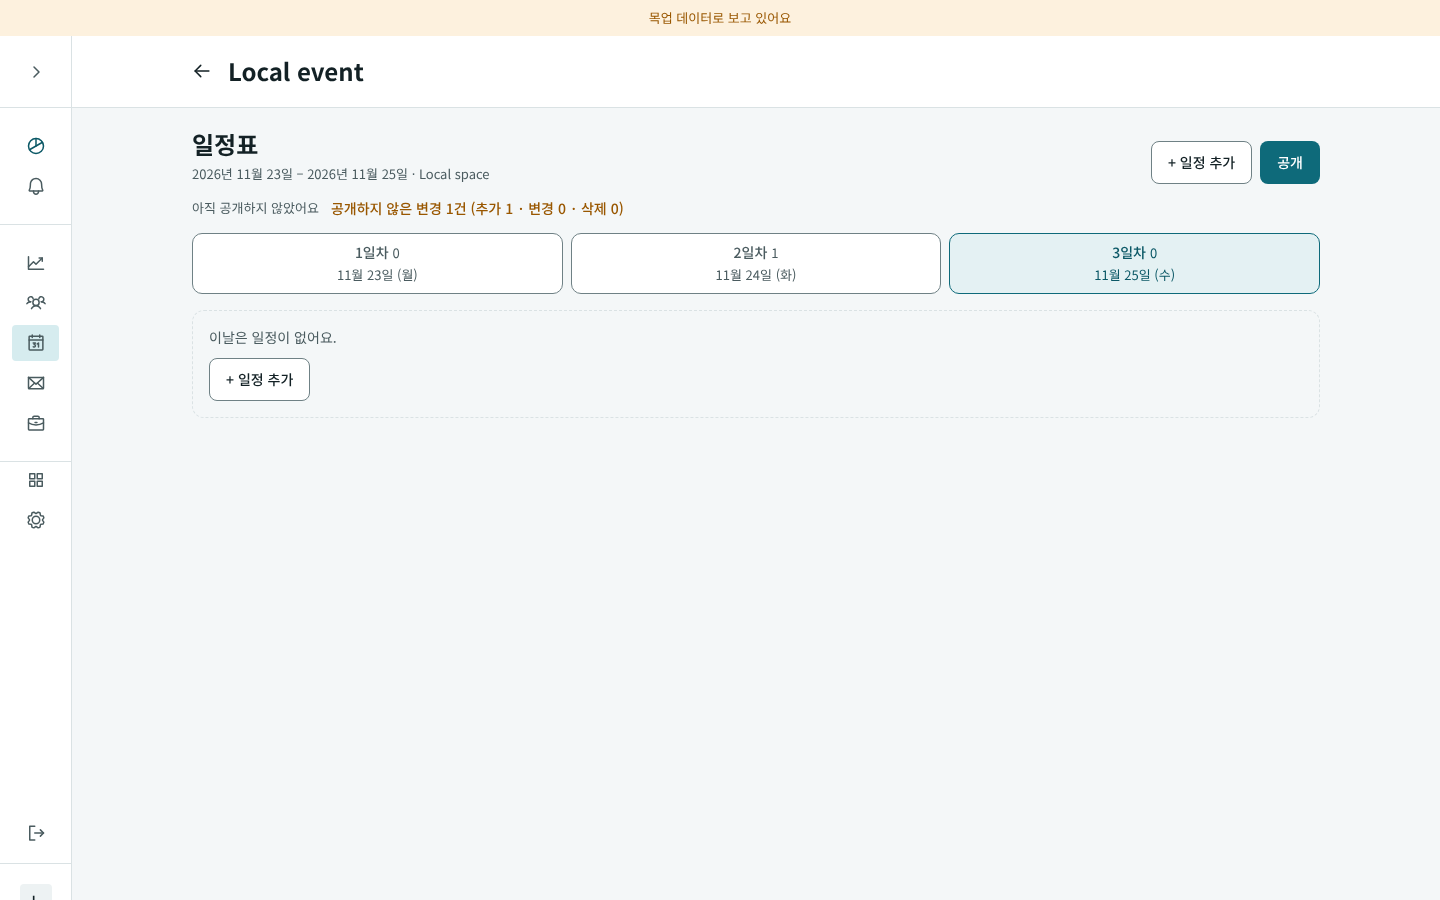 목업 데이터로 보고 있어요
Local event
일정표
2026년 11월 23일 – 2026년 11월 25일 · Local space
+ 일정 추가
공개
아직 공개하지 않았어요 공개하지 않은 변경 1건 (추가 1 · 변경 0 · 삭제 0)
1일차 0
11월 23일 (월)
2일차 1
11월 24일 (화)
3일차 0
11월 25일 (수)
이날은 일정이 없어요.
+ 일정 추가
31